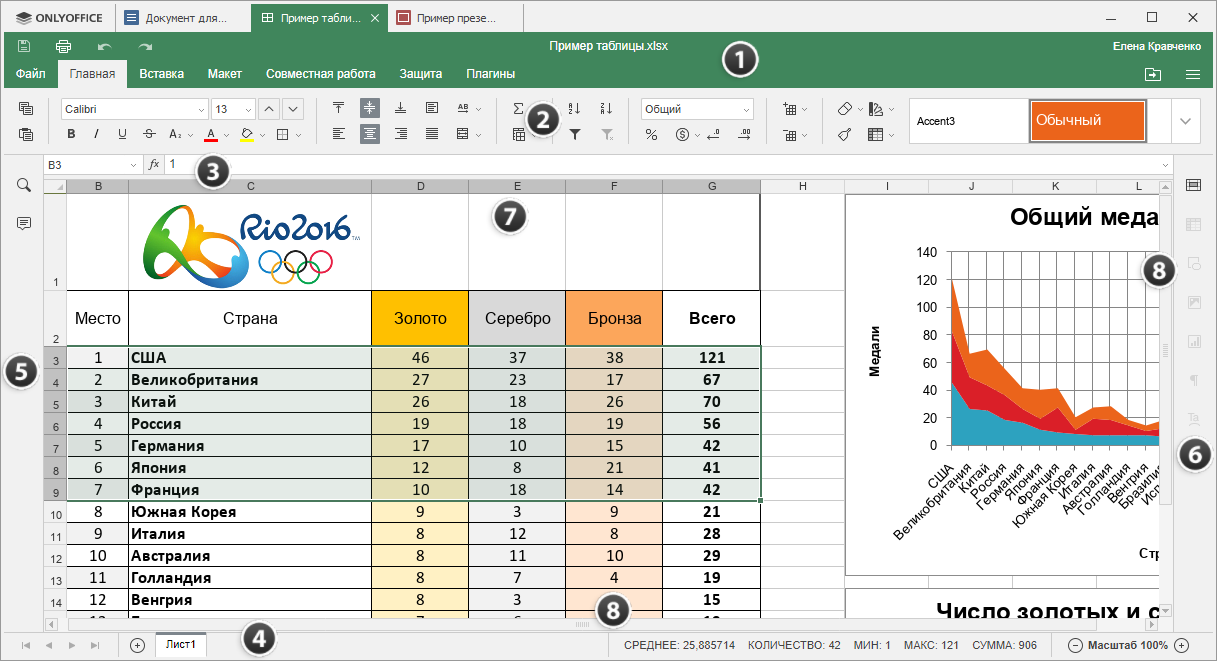 ONLYOFFICE Документ для... Пример табли... Пример презе...
Пример таблицы.xlsx Елена Кравченко
1
Файл Главная Вставка Макет Совместная работа Защита Плагины
Calibri 13 Общий
2
Accent3 Обычный
B3 fx 1
3
B C D E F G H I J K L
Rio2016
7
1
Общий меда
2 Место Страна Золото Серебро Бронза Всего
3 1 США 46 37 38 121
4 2 Великобритания 27 23 17 67
5 3 Китай 26 18 26 70
6 4 Россия 19 18 19 56
7 5 Германия 17 10 15 42
8 6 Япония 12 8 21 41
9 7 Франция 10 18 14 42
10 8 Южная Корея 9 3 9 21
11 9 Италия 8 12 8 28
12 10 Австралия 8 11 10 29
13 11 Голландия 8 7 4 19
14 12 Венгрия 8 3 15
5
8
Медали
140
120
100
80
60
40
20
0
6
США
Великобритания
Китай
Россия
Германия
Япония
Франция
Южная Корея
Италия
Австралия
Голландия
Венгрия
Бразилия
Исп
Стр
8
Число золотых и с
4
Лист1 СРЕДНЕЕ: 25,885714 КОЛИЧЕСТВО: 42 МИН: 1 МАКС: 121 СУММА: 906 Масштаб 100%